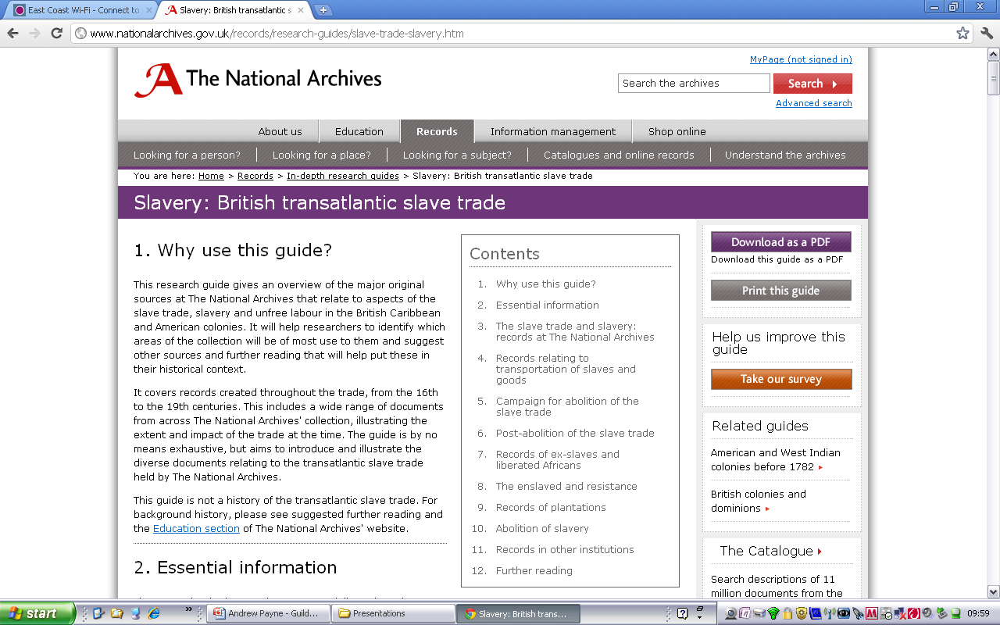 East Coast Wi-Fi - Connect to
Slavery: British transatlantic s
www.nationalarchives.gov.uk/records/research-guides/slave-trade-slavery.htm
MyPage (not signed in)
The National Archives
Search the archives
Search
Advanced search
About us
Education
Records
Information management
Shop online
Looking for a person?
Looking for a place?
Looking for a subject?
Catalogues and online records
Understand the archives
You are here: Home > Records > In-depth research guides > Slavery: British transatlantic slave trade
Slavery: British transatlantic slave trade
1. Why use this guide?
This research guide gives an overview of the major original
sources at The National Archives that relate to aspects of the
slave trade, slavery and unfree labour in the British Caribbean
and American colonies. It will help researchers to identify which
areas of the collection will be of most use to them and suggest
other sources and further reading that will help put these in
their historical context.
It covers records created throughout the trade, from the 16th
to the 19th centuries. This includes a wide range of documents
from across The National Archives' collection, illustrating the
extent and impact of the trade at the time. The guide is by no
means exhaustive, but aims to introduce and illustrate the
diverse documents relating to the transatlantic slave trade
held by The National Archives.
This guide is not a history of the transatlantic slave trade. For
background history, please see suggested further reading and
the Education section of The National Archives' website.
2. Essential information
Contents
1. Why use this guide?
2. Essential information
3. The slave trade and slavery:
records at The National Archives
4. Records relating to
transportation of slaves and
goods
5. Campaign for abolition of the
slave trade
6. Post-abolition of the slave trade
7. Records of ex-slaves and
liberated Africans
8. The enslaved and resistance
9. Records of plantations
10. Abolition of slavery
11. Records in other institutions
12. Further reading
Download as a PDF
Download this guide as a PDF
Print this guide
Help us improve this
guide
Take our survey
Related guides
American and West Indian
colonies before 1782
British colonies and
dominions
The Catalogue
Search descriptions of 11
million documents from the
start
Andrew Payne - Guild...
Presentations
Slavery: British trans...
09:59